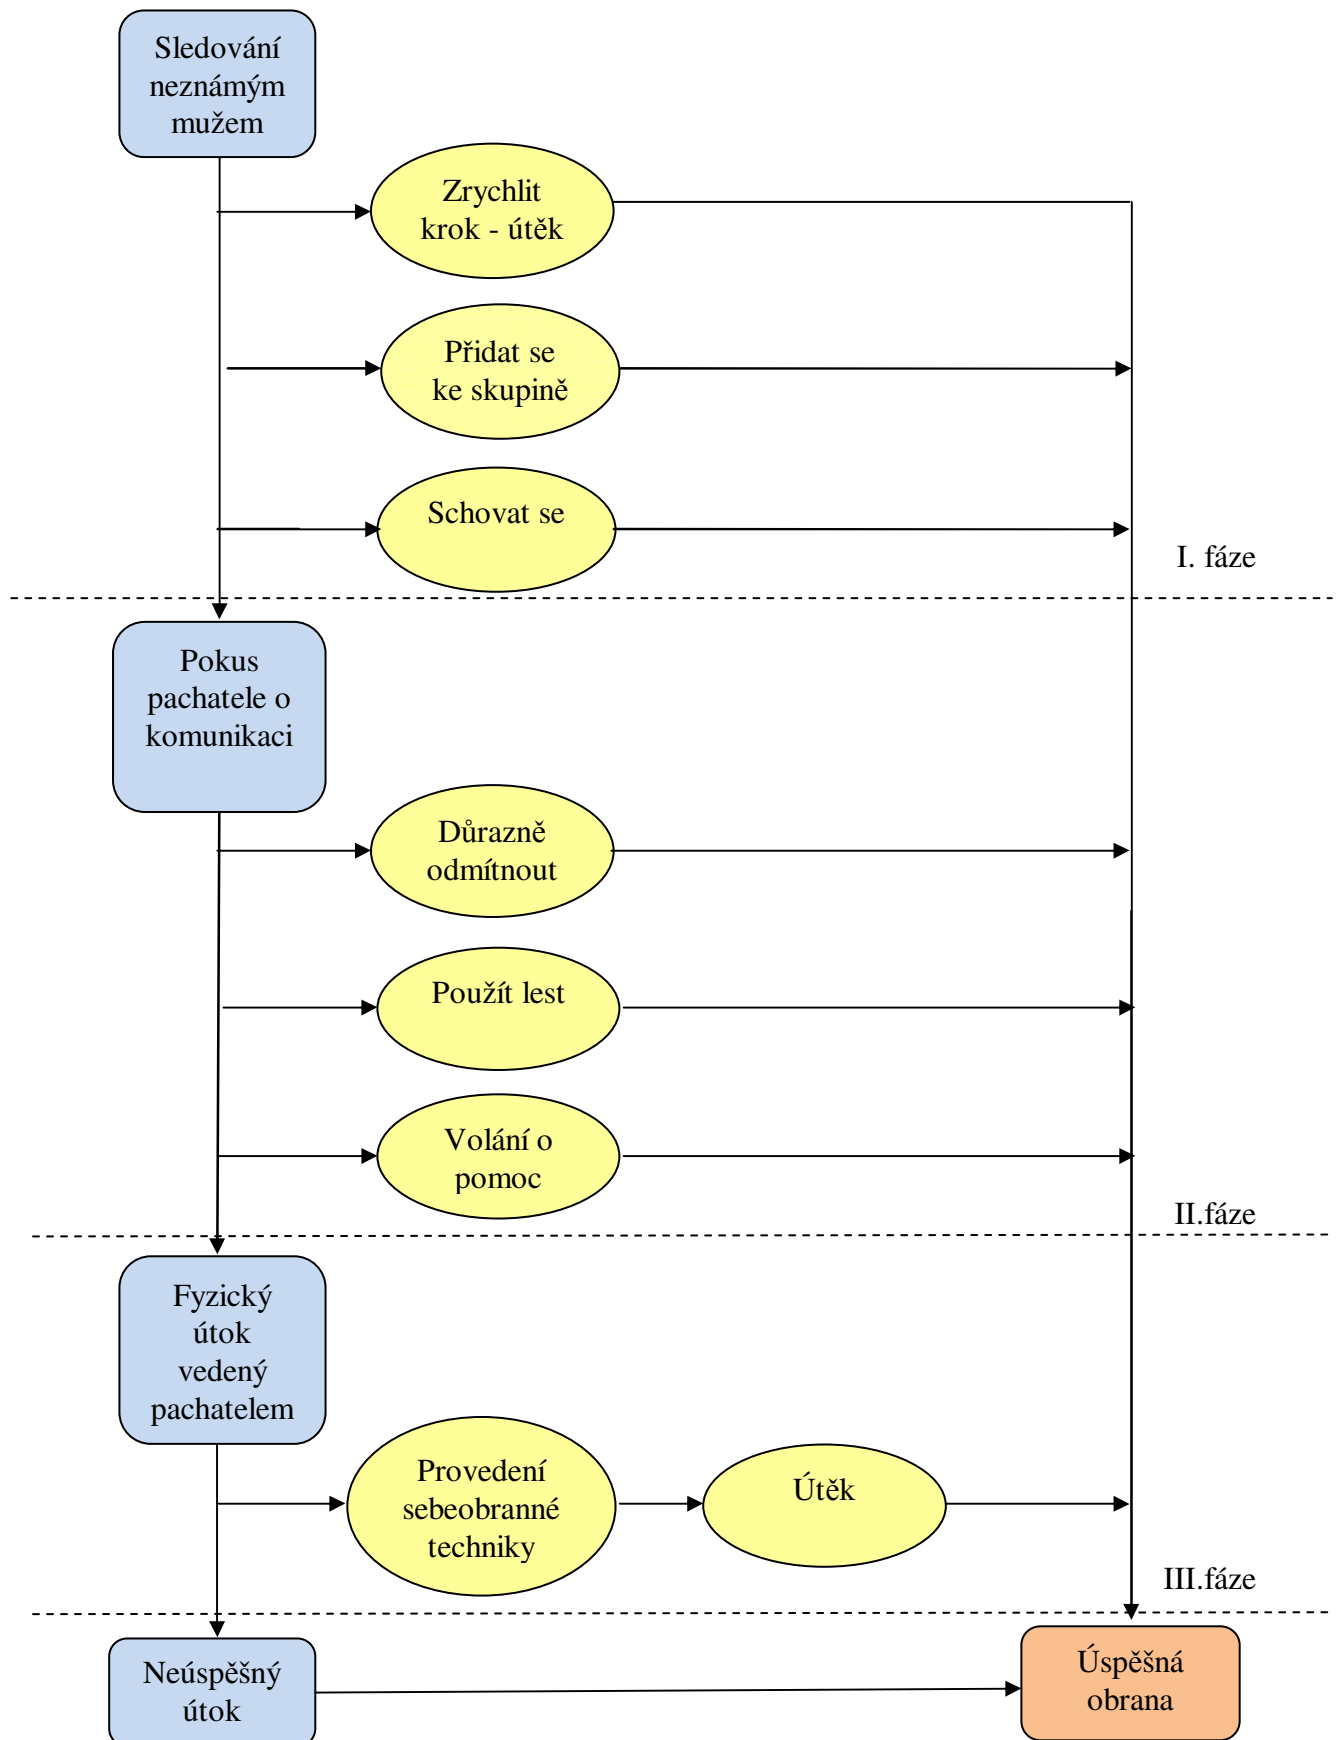 Sledování
neznámým
mužem
Zrychlit
krok - útěk
Přidat se
ke skupině
Schovat se
I. fáze
Pokus
pachatele o
komunikaci
Důrazně
odmítnout
Použít lest
Volání o
pomoc
II.fáze
Fyzický
útok
vedený
pachatelem
Provedení
sebeobranné
techniky
Útěk
III.fáze
Neúspěšný
útok
Úspěšná
obrana